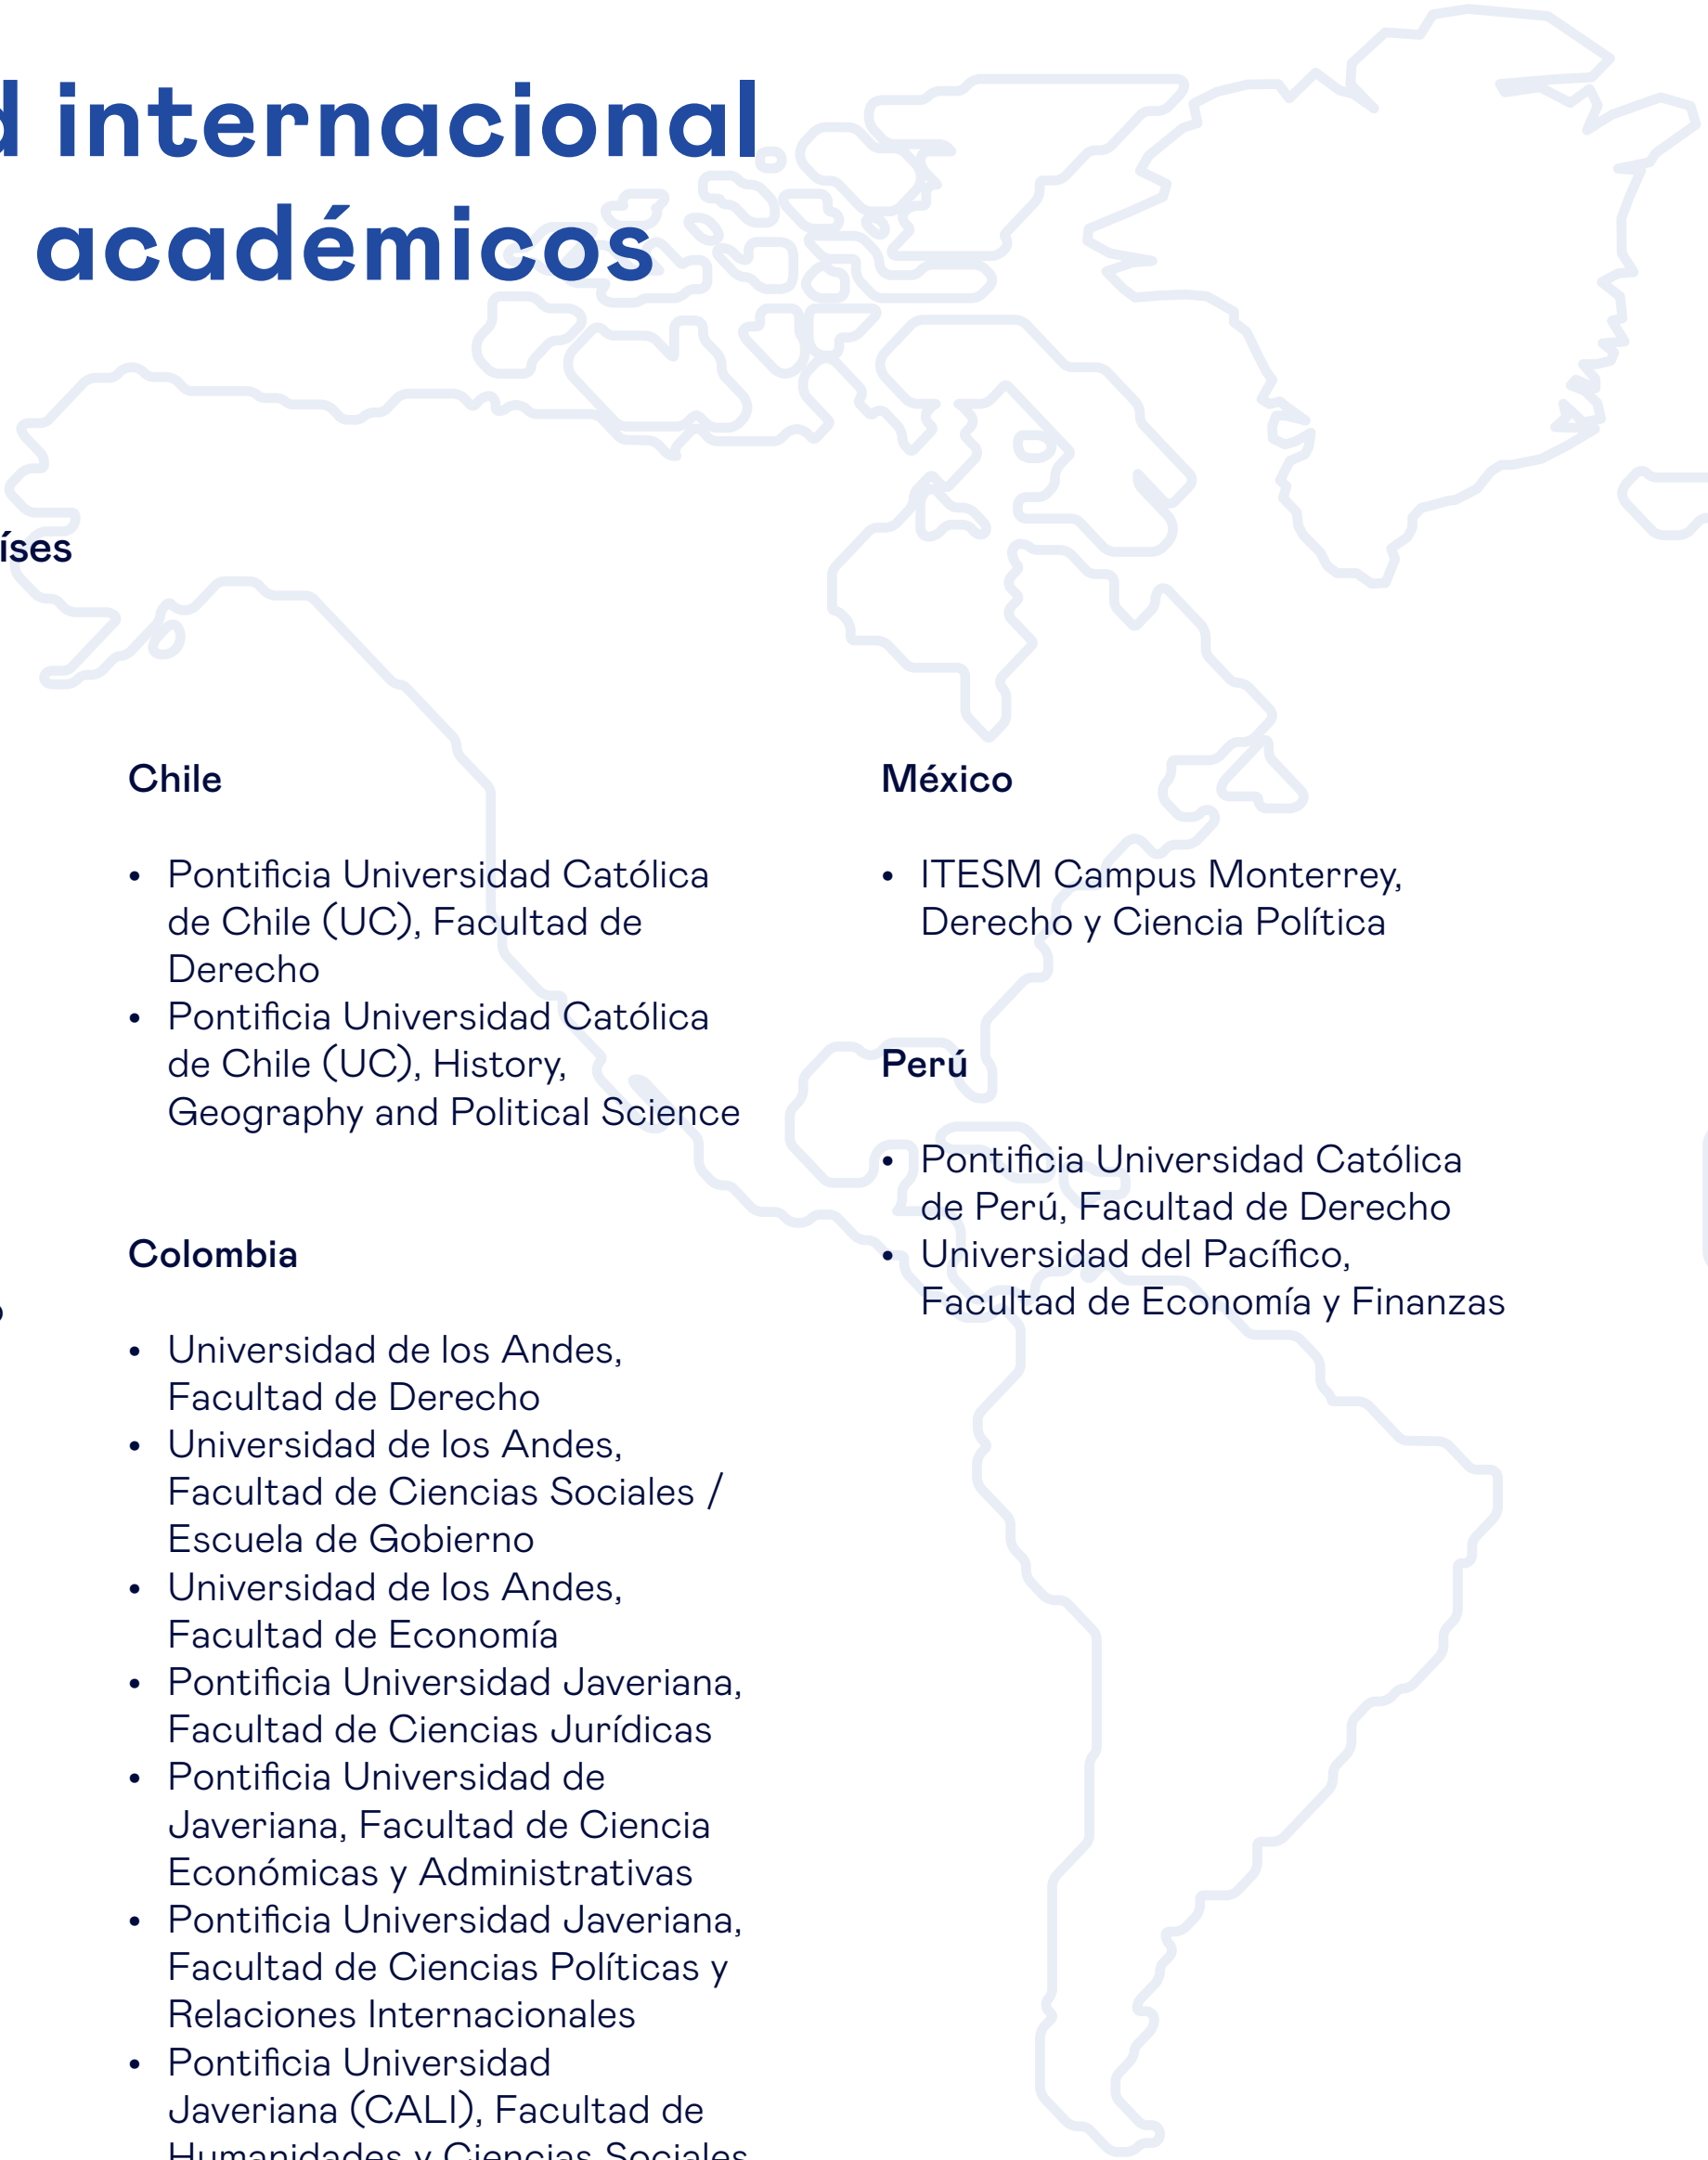 internacional
académicos
íses
Chile
• Pontificia Universidad Católica
de Chile (UC), Facultad de
Derecho
• Pontificia Universidad Católica
de Chile (UC), History,
Geography and Political Science
Colombia
• Universidad de los Andes,
Facultad de Derecho
• Universidad de los Andes,
Facultad de Ciencias Sociales /
Escuela de Gobierno
• Universidad de los Andes,
Facultad de Economía
• Pontificia Universidad Javeriana,
Facultad de Ciencias Jurídicas
• Pontificia Universidad de
Javeriana, Facultad de Ciencia
Económicas y Administrativas
• Pontificia Universidad Javeriana,
Facultad de Ciencias Políticas y
Relaciones Internacionales
• Pontificia Universidad
Javeriana (CALI), Facultad de
Humanidades y Ciencias Sociales
México
• ITESM Campus Monterrey,
Derecho y Ciencia Política
Perú
• Pontificia Universidad Católica
de Perú, Facultad de Derecho
• Universidad del Pacífico,
Facultad de Economía y Finanzas